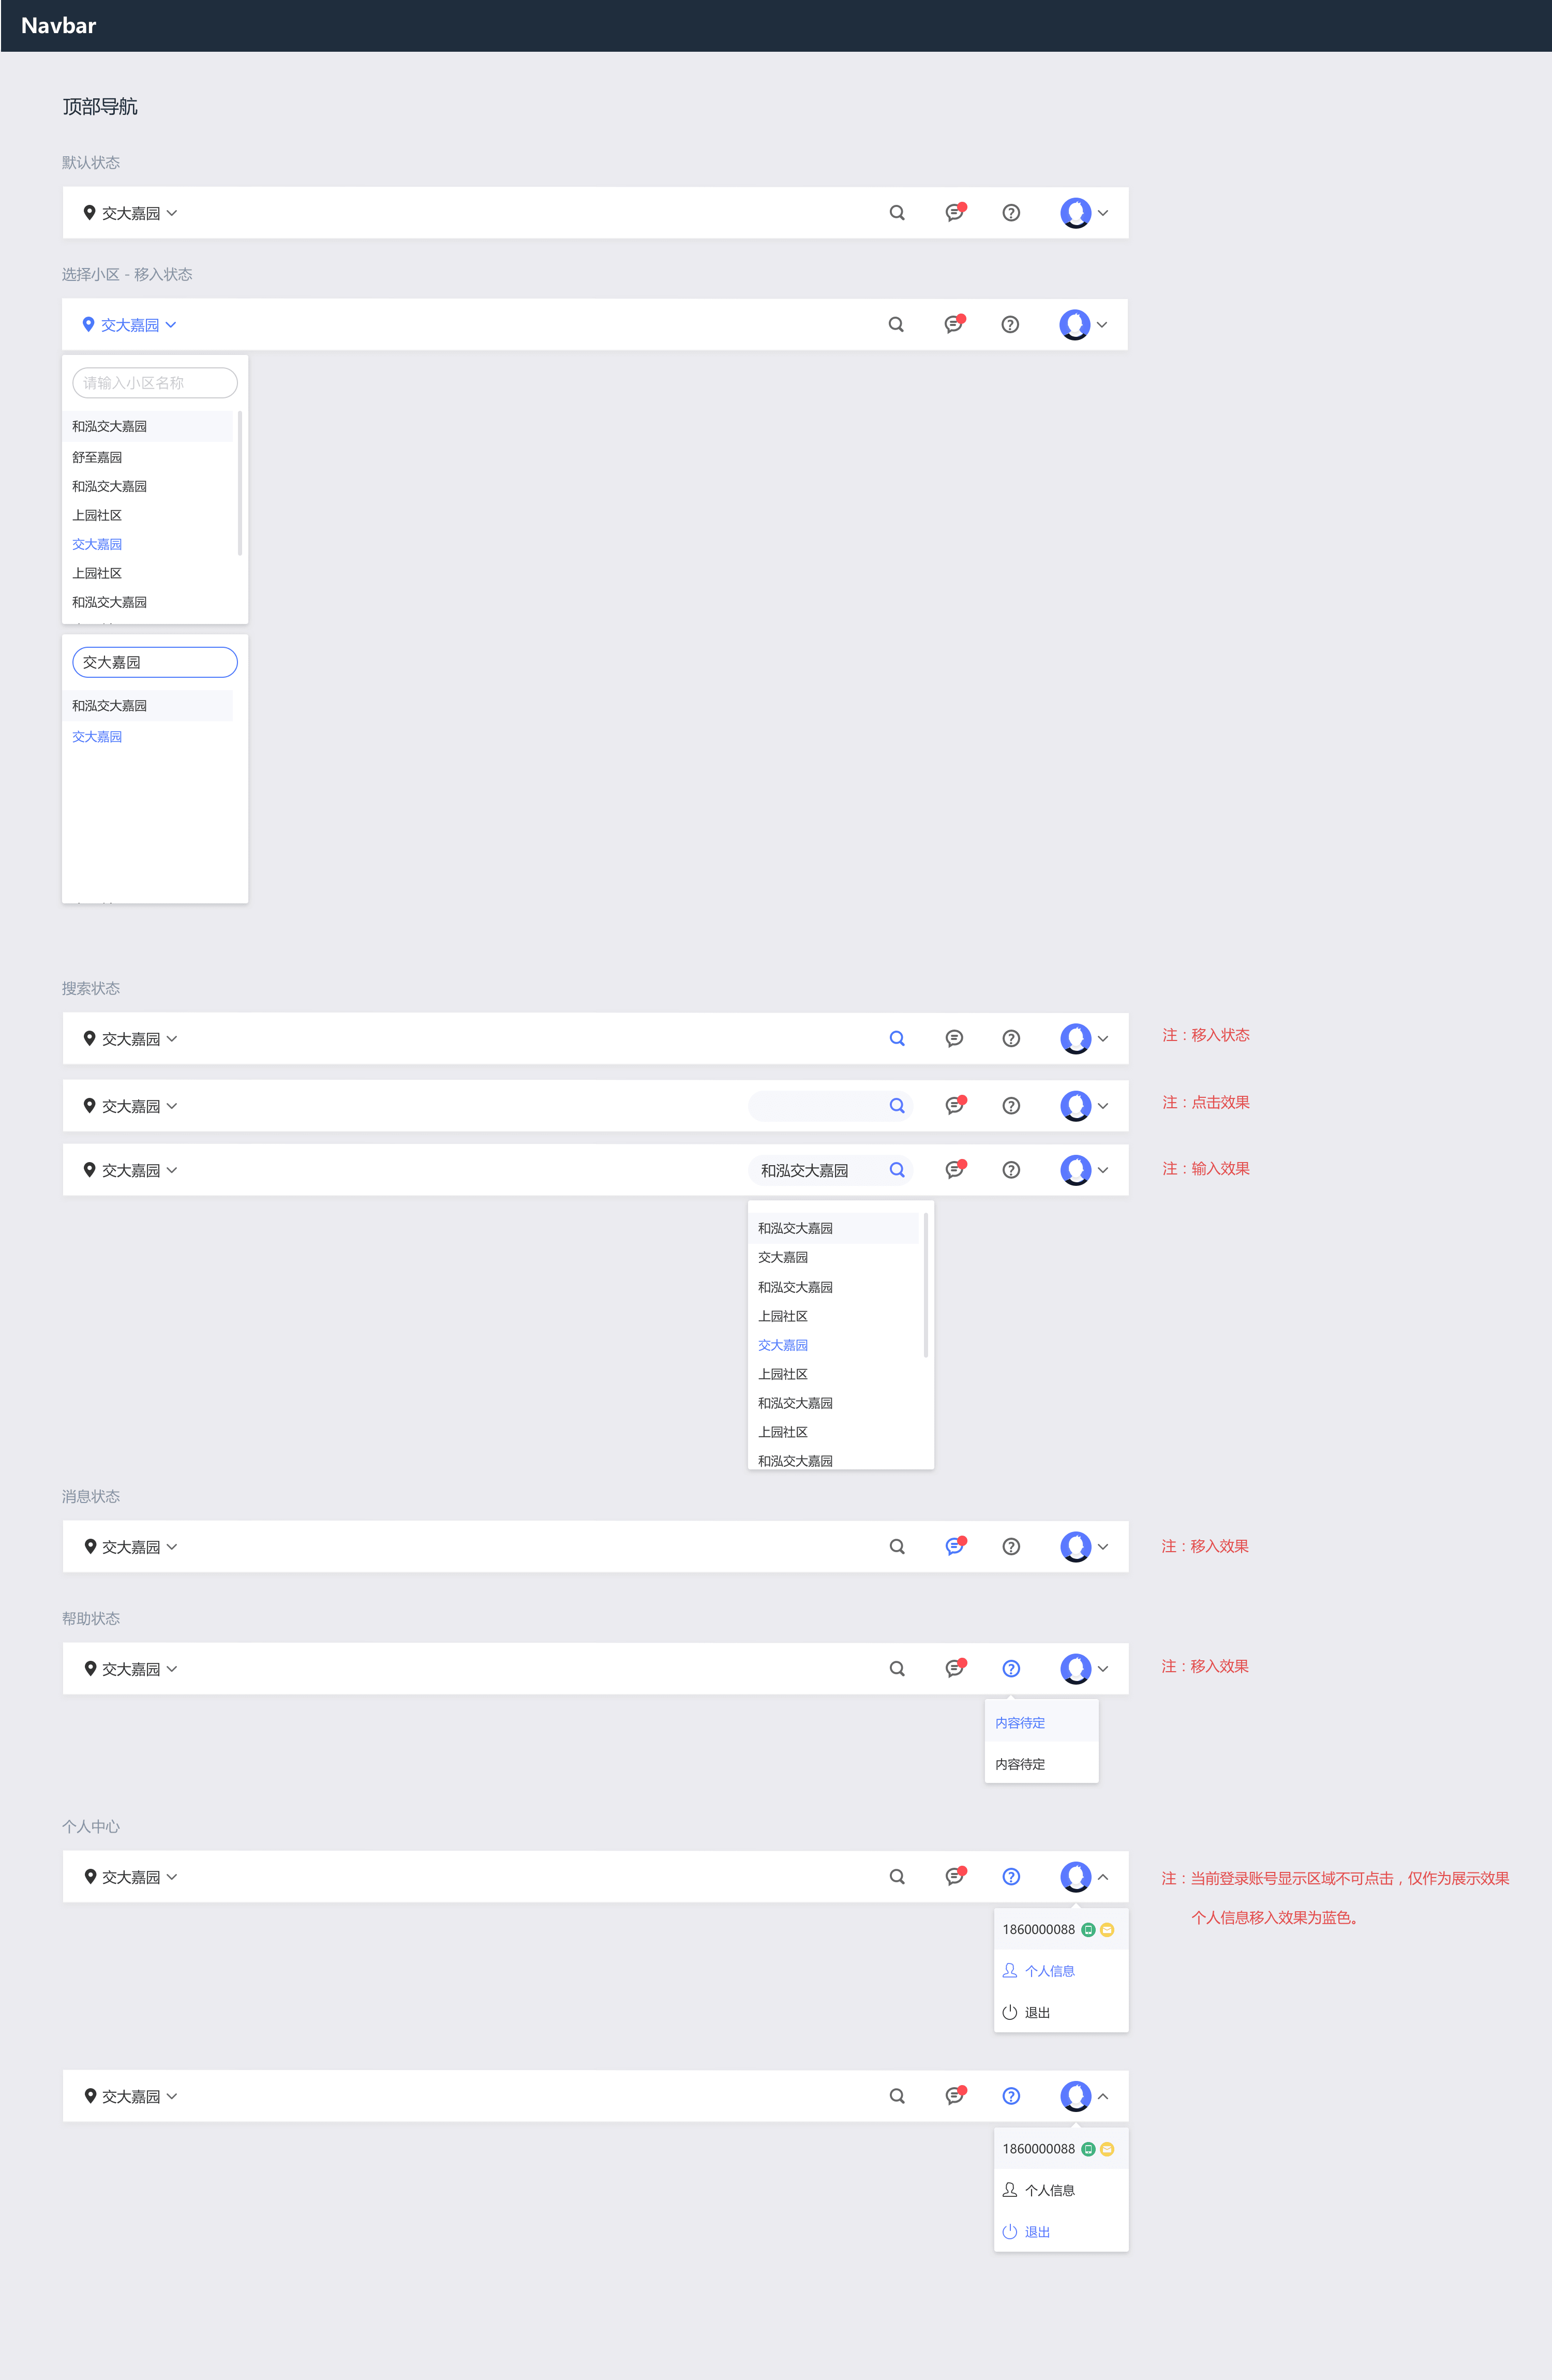 Navbar
顶部导航
默认状态
交大嘉园
选择小区 - 移入状态
交大嘉园
请输入小区名称
和泓交大嘉园
舒至嘉园
和泓交大嘉园
上园社区
交大嘉园
上园社区
和泓交大嘉园
交大嘉园
和泓交大嘉园
交大嘉园
搜索状态
交大嘉园
注：移入状态
交大嘉园
注：点击效果
交大嘉园 和泓交大嘉园
注：输入效果
和泓交大嘉园
交大嘉园
和泓交大嘉园
上园社区
交大嘉园
上园社区
和泓交大嘉园
上园社区
和泓交大嘉园
消息状态
交大嘉园
注：移入效果
帮助状态
交大嘉园
注：移入效果
内容待定
内容待定
个人中心
交大嘉园
注：当前登录账号显示区域不可点击，仅作为展示效果
个人信息移入效果为蓝色。
1860000088
个人信息
退出
交大嘉园
1860000088
个人信息
退出